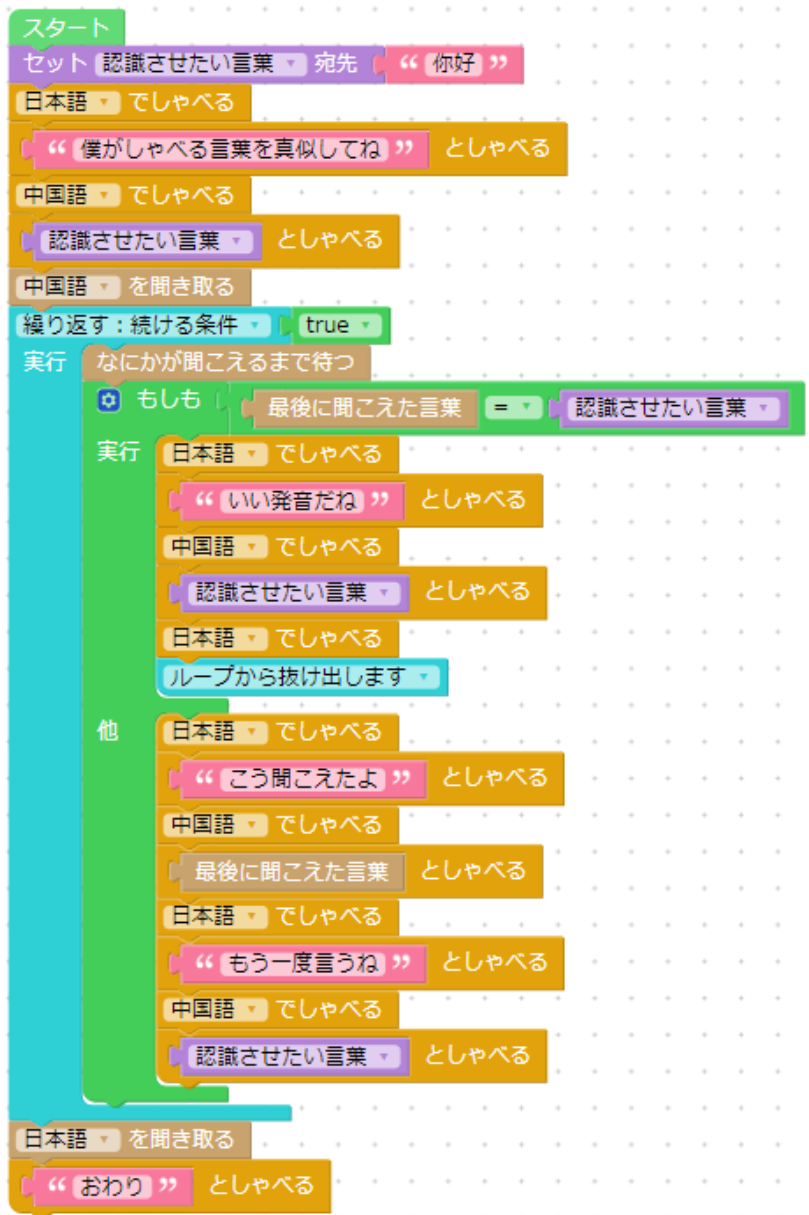 スタート
セット 認識させたい言葉 宛先 “ 你好 ”
日本語 でしゃべる
“ 僕がしゃべる言葉を真似してね ” としゃべる
中国語 でしゃべる
認識させたい言葉 としゃべる
中国語 を聞き取る
繰り返す：続ける条件 true
実行 なにかが聞こえるまで待つ
もしも 最後に聞こえた言葉 = 認識させたい言葉
実行 日本語 でしゃべる
“ いい発音だね ” としゃべる
中国語 でしゃべる
認識させたい言葉 としゃべる
日本語 でしゃべる
ループから抜け出します
他 日本語 でしゃべる
“ こう聞こえたよ ” としゃべる
中国語 でしゃべる
最後に聞こえた言葉 としゃべる
日本語 でしゃべる
“ もう一度言うね ” としゃべる
中国語 でしゃべる
認識させたい言葉 としゃべる
日本語 を聞き取る
“ おわり ” としゃべる